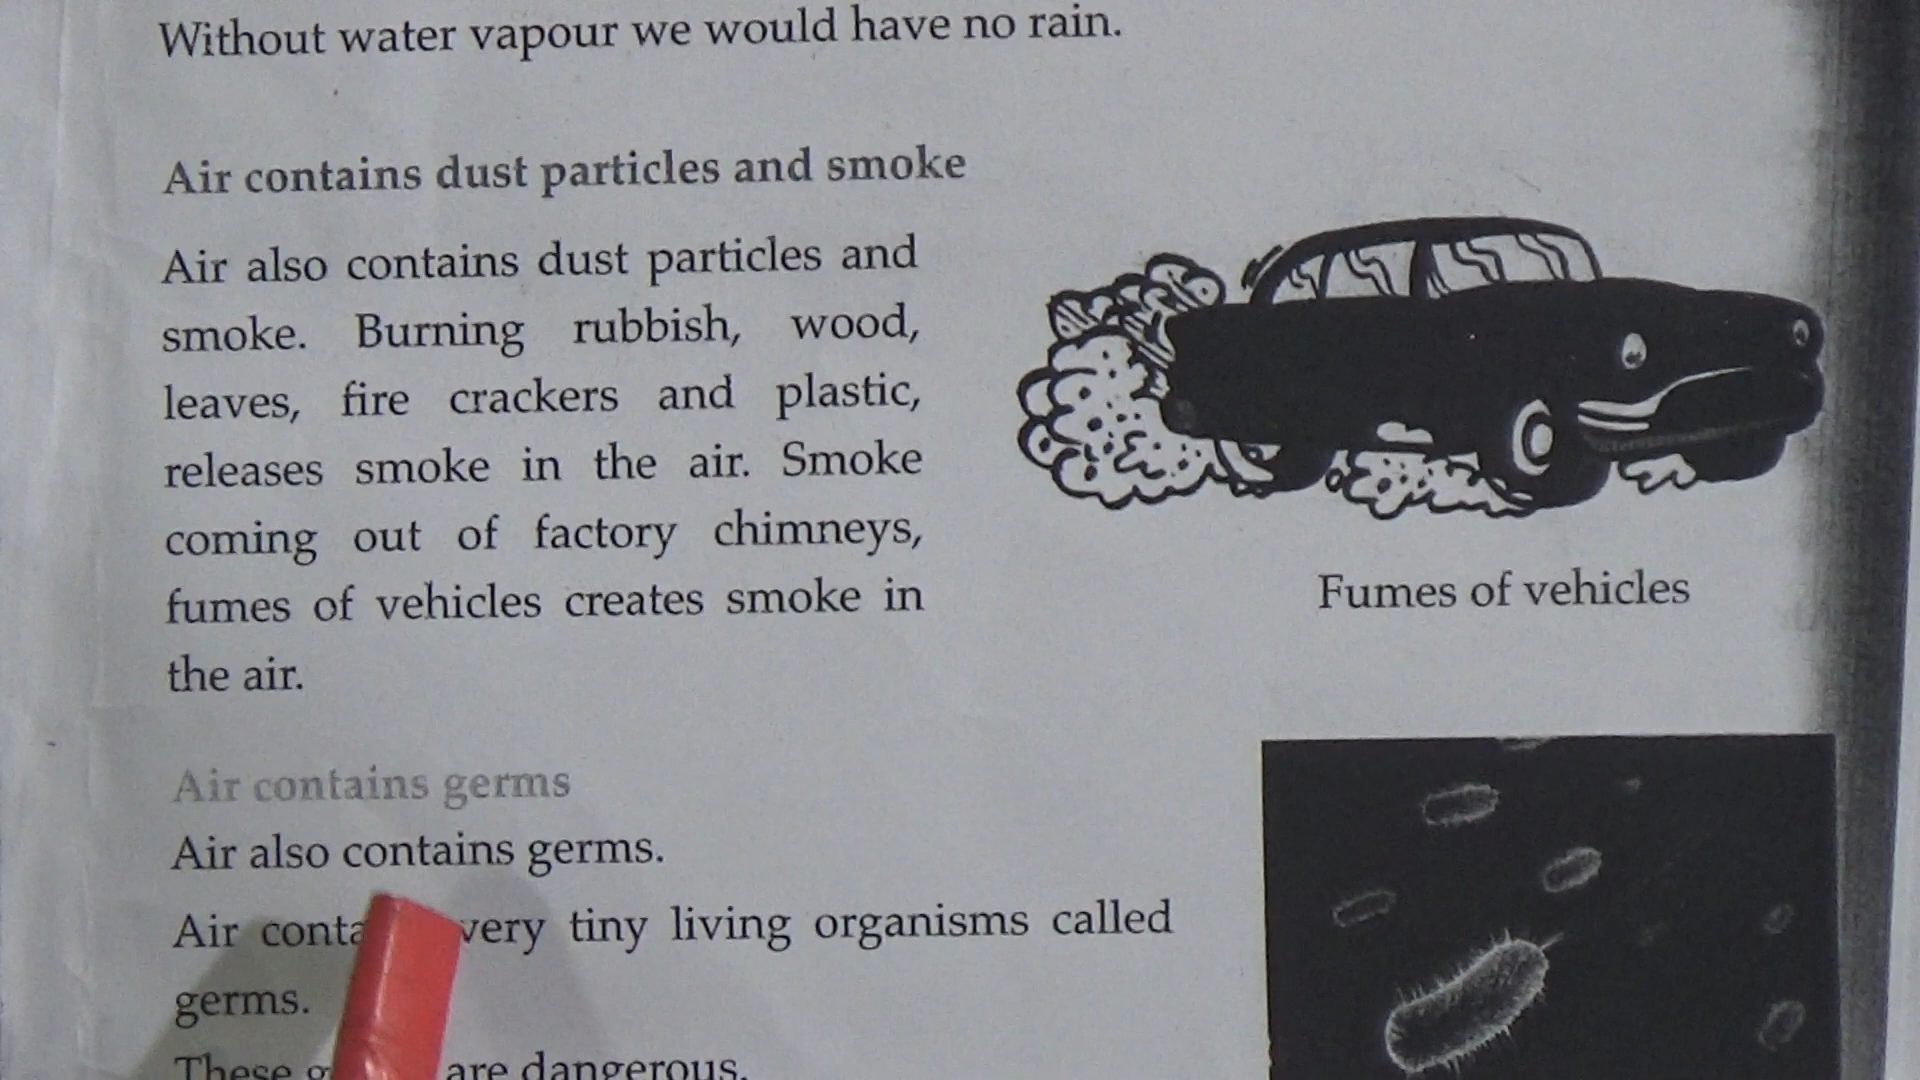 Without water vapour we would have no rain.
Air contains dust particles and smoke
Air also contains dust particles and
smoke. Burning rubbish, wood,
leaves, fire crackers and plastic,
releases smoke in the air. Smoke
coming out of factory chimneys,
fumes of vehicles creates smoke in
the air.
Fumes of vehicles
Air contains germs
Air also contains germs.
Air very tiny living organisms called
germs.
These are dangerous.